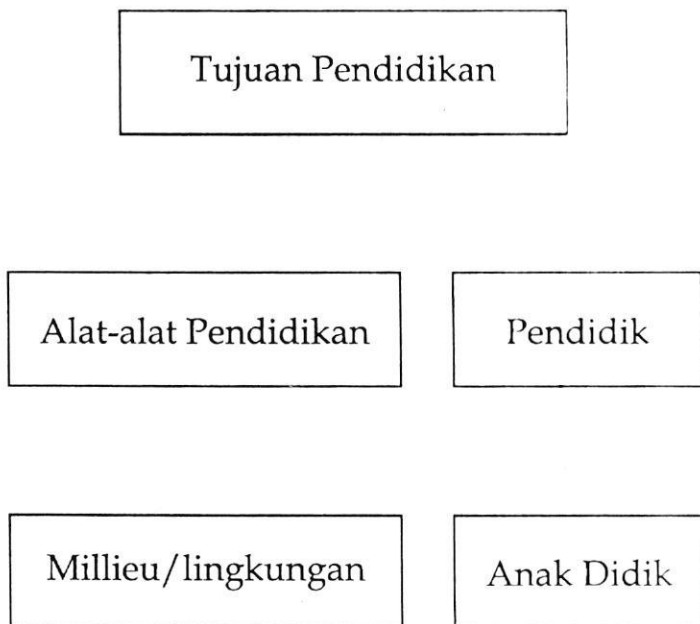 Tujuan Pendidikan
Alat-alat Pendidikan
Pendidik
Millieu/lingkungan
Anak Didik